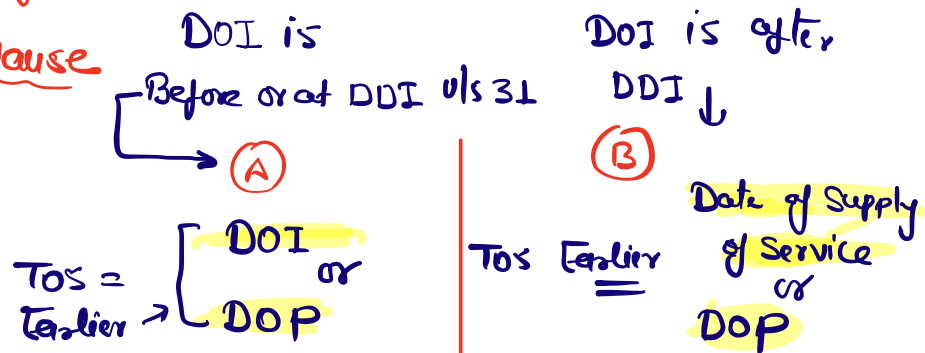 DOI is
Before or at DDI u/s 31
A
TOS = Earlier
DOI
or
DOP
DOI is after
DDI
B
TOS Earlier
Date of Supply
of Service
or
DOP